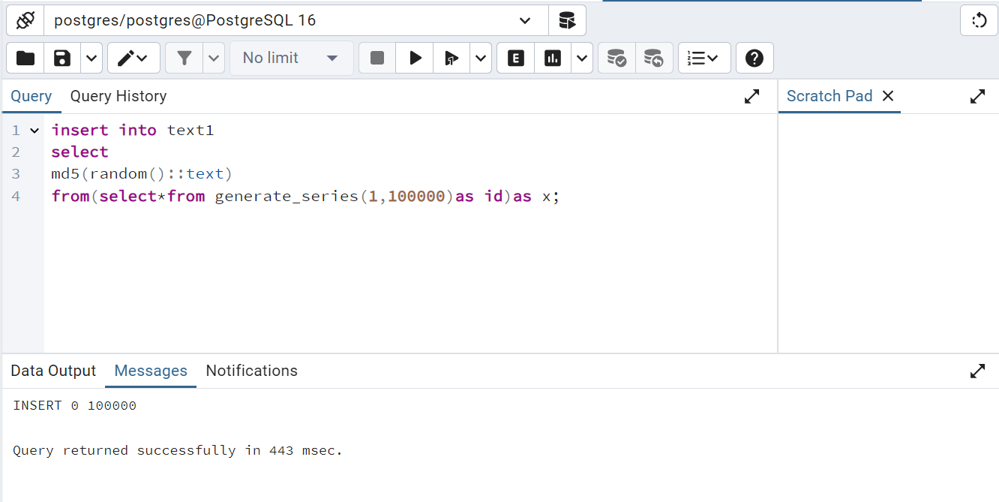 postgres/postgres@PostgreSQL 16
No limit
E
Query Query History
Scratch Pad
1 insert into text1
2 select
3 md5(random()::text)
4 from(select*from generate_series(1,100000)as id)as x;
Data Output Messages Notifications
INSERT 0 100000
Query returned successfully in 443 msec.